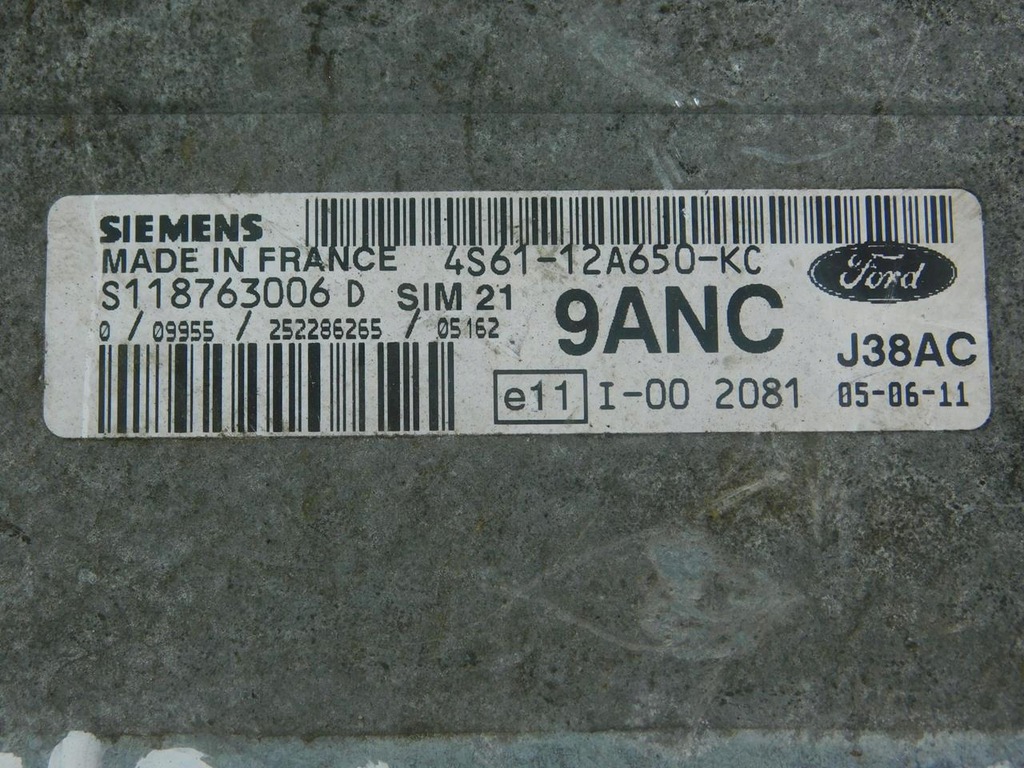 SIEMENS
MADE IN FRANCE 4S61-12A650-KC
Ford
S118763006 D SIM 21 9ANC
0 / 09955 / 252286265 / 05162
J38AC
e11 I-00 2081 05-06-11